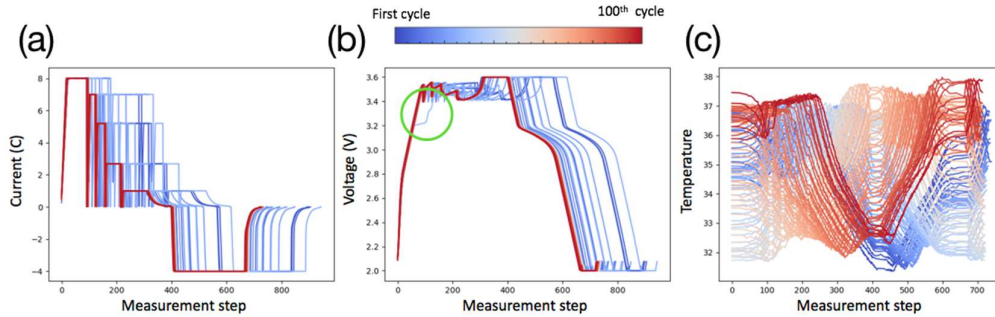 First cycle 100th cycle
(a) (b) (c)
Current (C)
8
6
4
2
0
−2
−4
0 200 400 600 800
Measurement step
Voltage (V)
3.6
3.4
3.2
3.0
2.8
2.6
2.4
2.2
2.0
0 200 400 600 800
Measurement step
Temperature
38
37
36
35
34
33
32
0 100 200 300 400 500 600 700
Measurement step